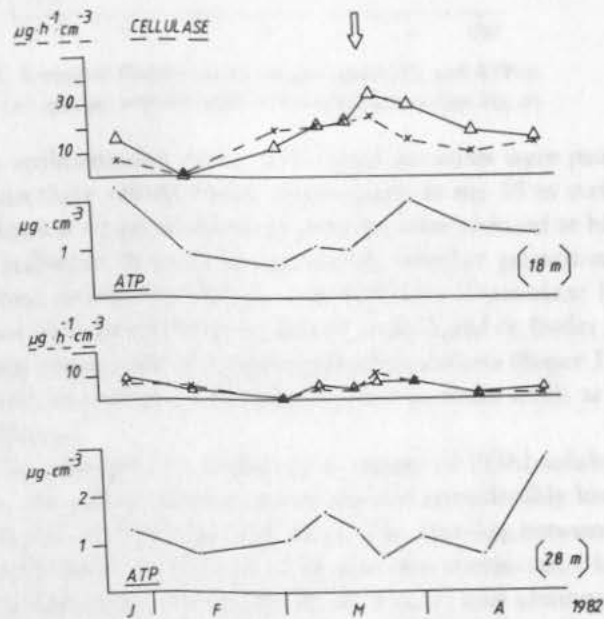 µg·h⁻¹·cm⁻³
CELLULASE
30
10
µg·cm⁻³
1
ATP
(18 m)
µg·h⁻¹·cm⁻³
10
µg·cm⁻³
2
1
ATP
(28 m)
J F M A 1982